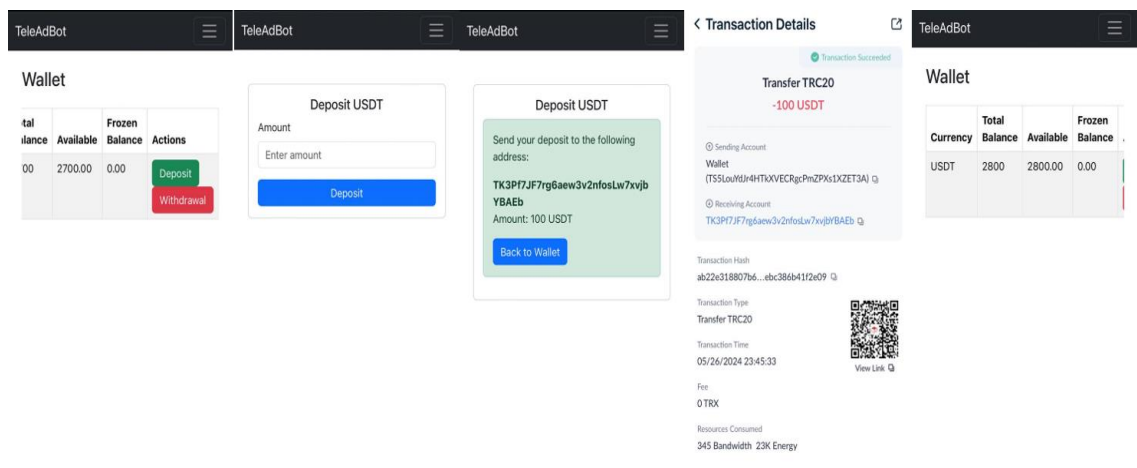 TeleAdBot
Wallet
Available
Frozen
Balance
Actions
2700.00
0.00
Deposit
Withdrawal
TeleAdBot
Deposit USDT
Amount
Enter amount
Deposit
TeleAdBot
Deposit USDT
Send your deposit to the following
address:
TK3Pf7JF7rg6aew3v2nfosLw7xvjb
YBAEb
Amount: 100 USDT
Back to Wallet
Transaction Details
Transaction Succeeded
Transfer TRC20
-100 USDT
Sending Account
Wallet
(TS5LouYdJr4HTkXVECRgcPmZPXs1XZET3A)
Receiving Account
TK3Pf7JF7rg6aew3v2nfosLw7xvjbYBAEb
Transaction Hash
ab22e318807b6...ebc386b41f2e09
Transaction Type
Transfer TRC20
Transaction Time
05/26/2024 23:45:33
View Link
Fee
0 TRX
Resources Consumed
345 Bandwidth 23K Energy
TeleAdBot
Wallet
Currency
Total
Balance
Available
Frozen
Balance
USDT
2800
2800.00
0.00